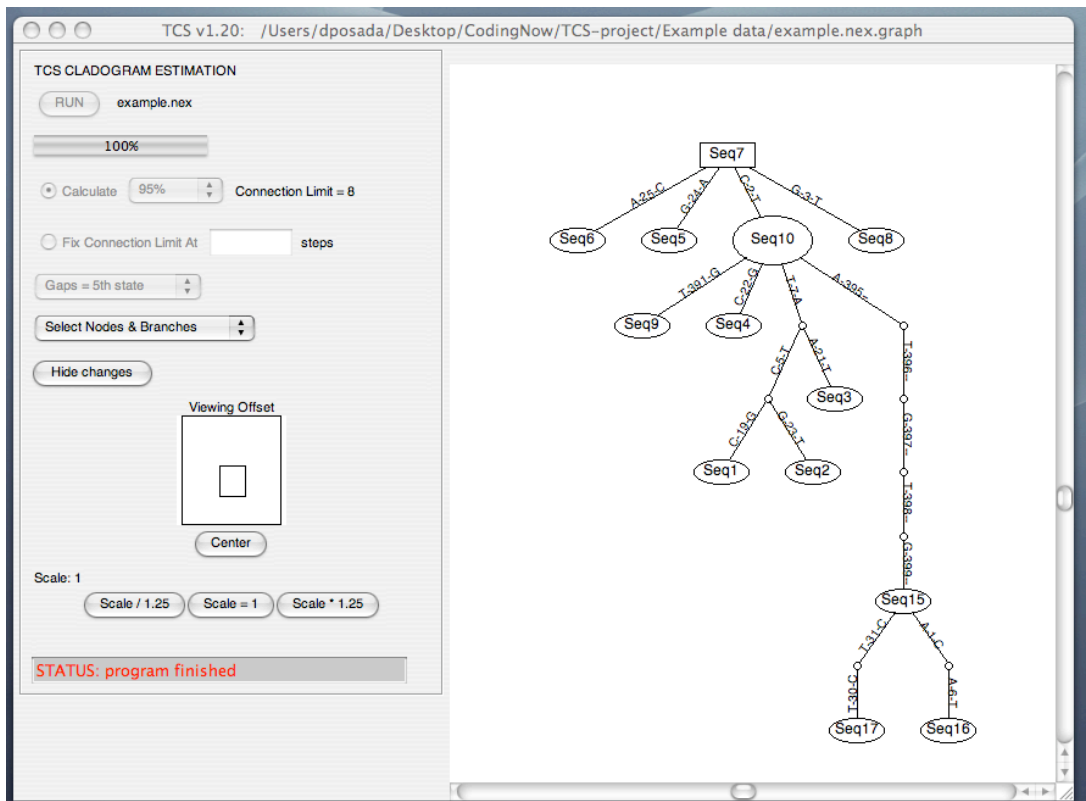 TCS v1.20: /Users/dposada/Desktop/CodingNow/TCS-project/Example data/example.nex.graph
TCS CLADOGRAM ESTIMATION
RUN example.nex
100%
Calculate 95% Connection Limit = 8
Fix Connection Limit At steps
Gaps = 5th state
Select Nodes & Branches
Hide changes
Viewing Offset
Center
Scale: 1
Scale / 1.25 Scale = 1 Scale * 1.25
STATUS: program finished
Seq7
A-25-C G-24-A C-2-T G-3-T
Seq6 Seq5 Seq10 Seq8
T-391-G C-22-G T-7-A A-395-
Seq9 Seq4
C-5-T A-21-T T-396-
Seq3
C-19-G G-23-T G-397-
Seq1 Seq2
T-398-
G-399-
Seq15
T-31-C A-1-C
T-30-C A-6-T
Seq17 Seq16